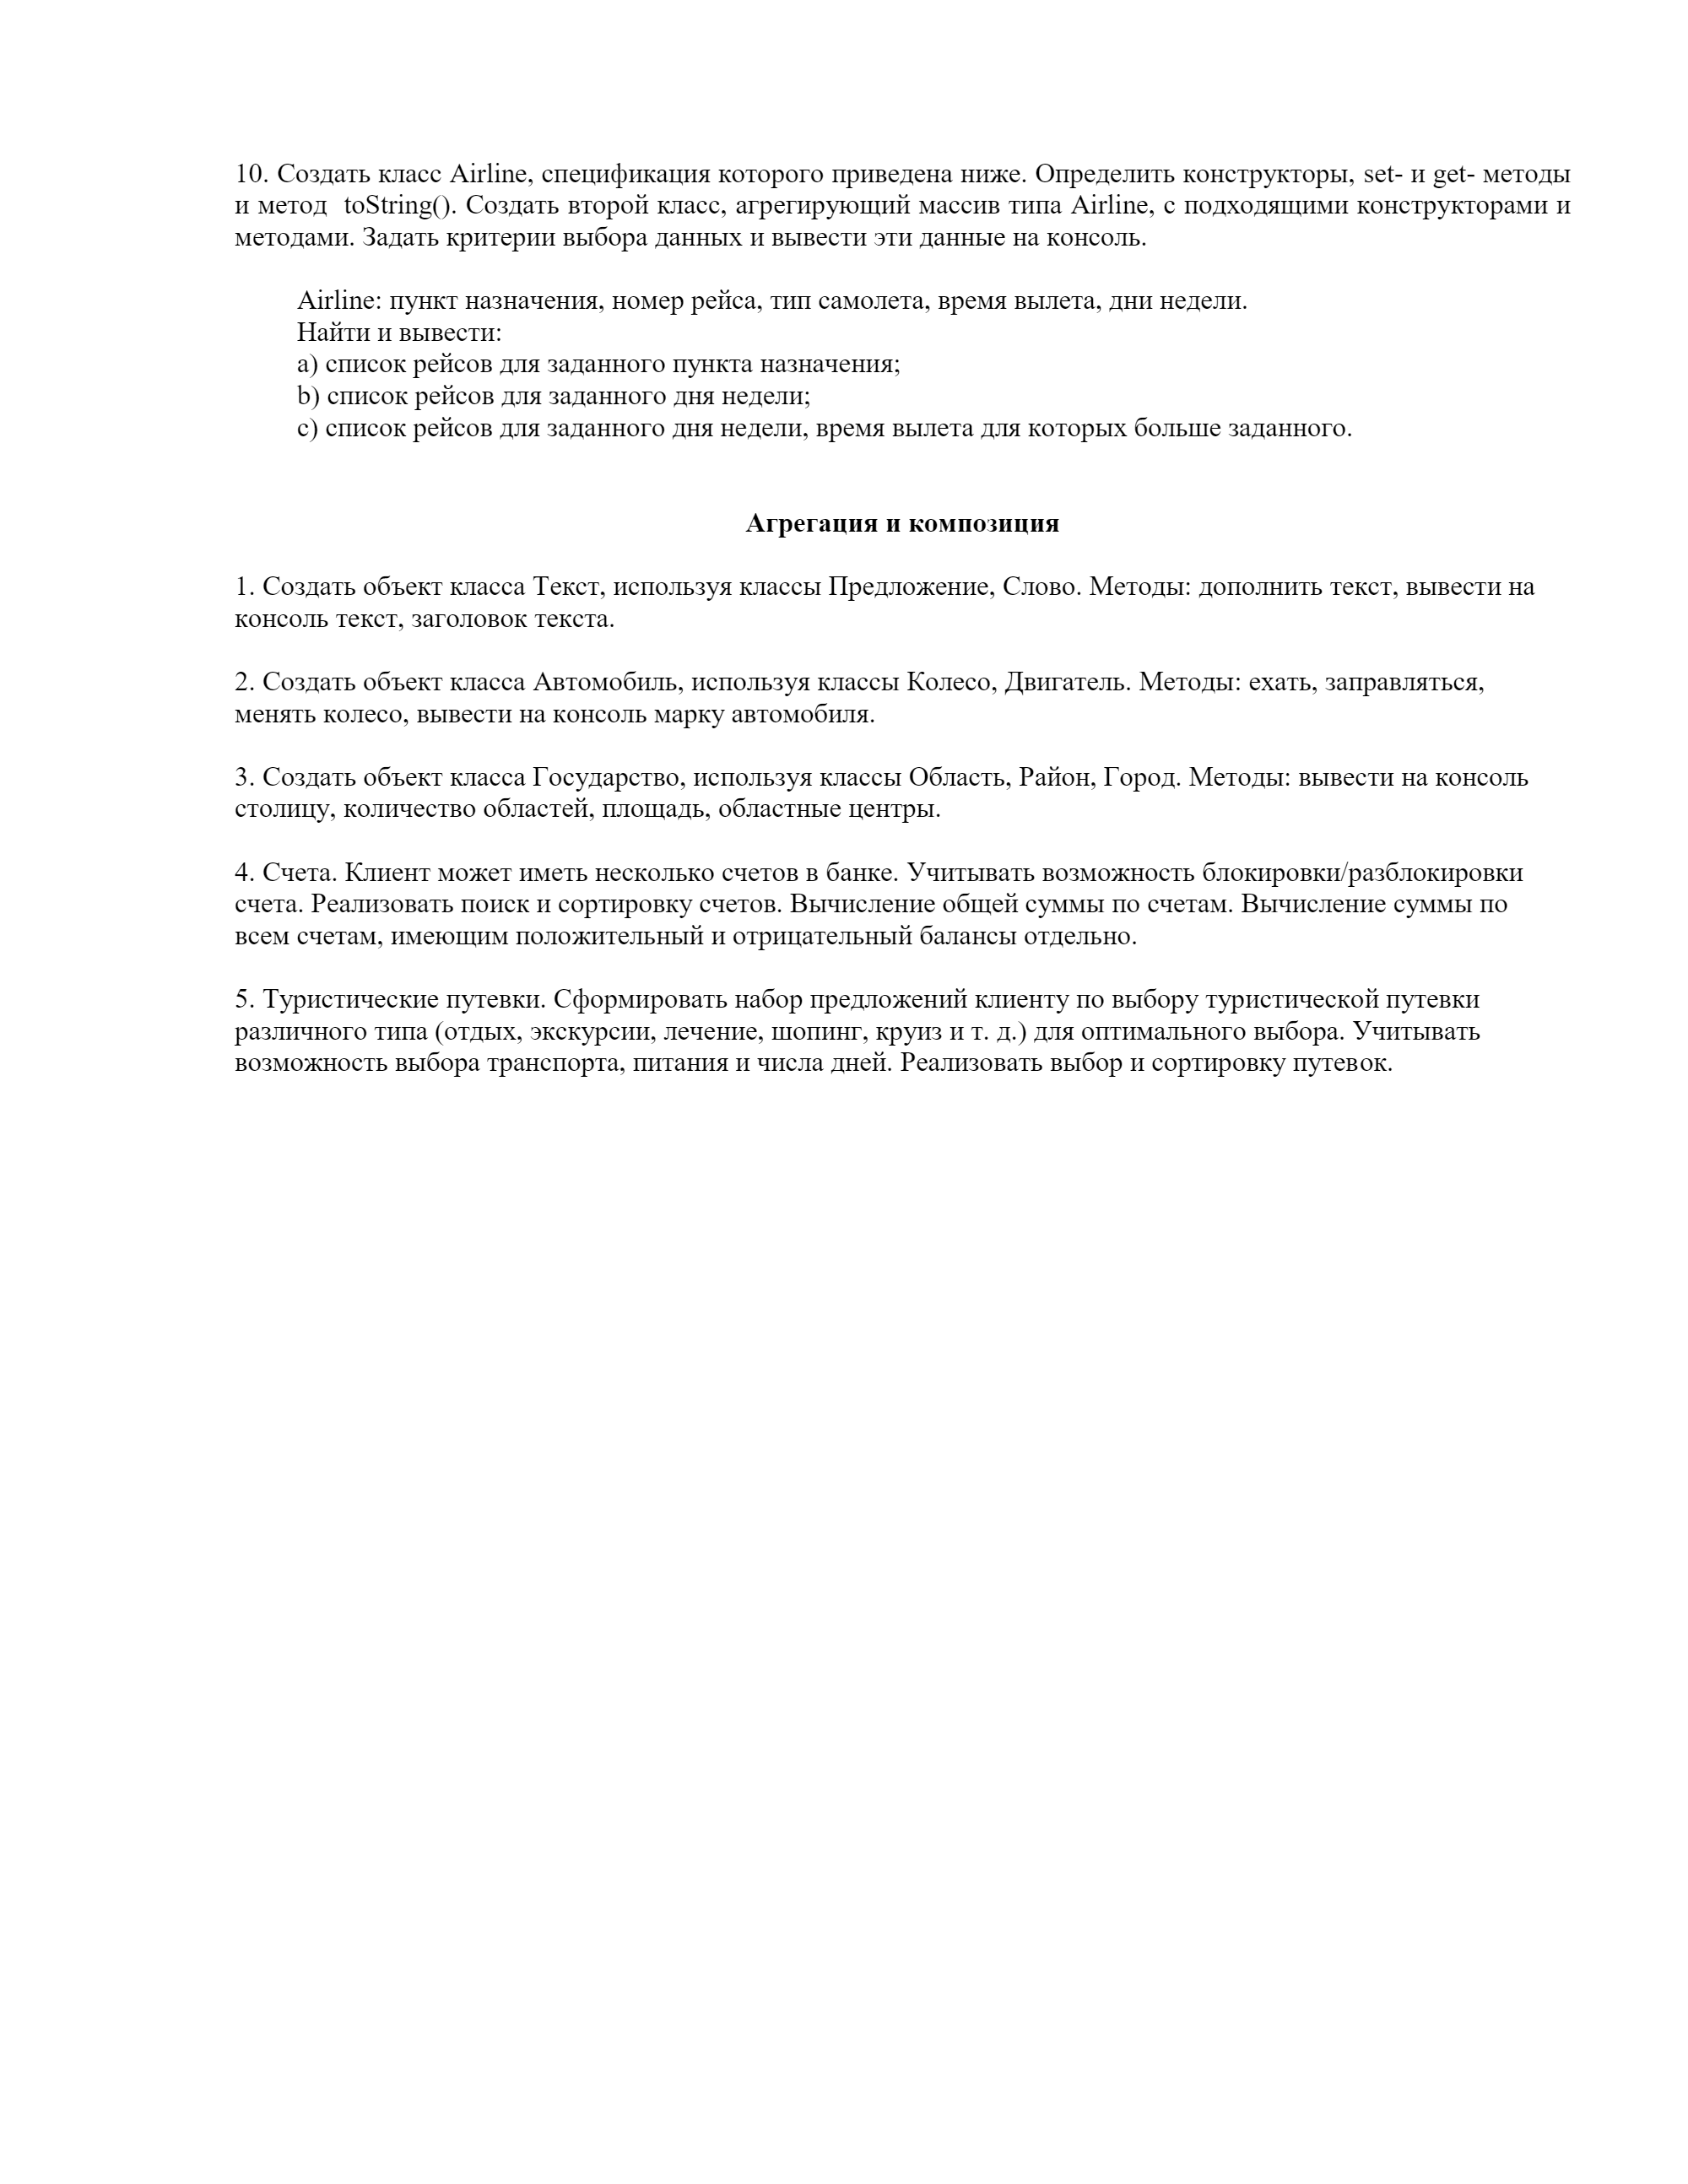 10. Создать класс Airline, спецификация которого приведена ниже. Определить конструкторы, set- и get- методы
и метод  toString(). Создать второй класс, агрегирующий массив типа Airline, с подходящими конструкторами и
методами. Задать критерии выбора данных и вывести эти данные на консоль.
Airline: пункт назначения, номер рейса, тип самолета, время вылета, дни недели.
Найти и вывести:
a) список рейсов для заданного пункта назначения;
b) список рейсов для заданного дня недели;
c) список рейсов для заданного дня недели, время вылета для которых больше заданного.
Агрегация и композиция
1. Создать объект класса Текст, используя классы Предложение, Слово. Методы: дополнить текст, вывести на
консоль текст, заголовок текста.
2. Создать объект класса Автомобиль, используя классы Колесо, Двигатель. Методы: ехать, заправляться,
менять колесо, вывести на консоль марку автомобиля.
3. Создать объект класса Государство, используя классы Область, Район, Город. Методы: вывести на консоль
столицу, количество областей, площадь, областные центры.
4. Счета. Клиент может иметь несколько счетов в банке. Учитывать возможность блокировки/разблокировки
счета. Реализовать поиск и сортировку счетов. Вычисление общей суммы по счетам. Вычисление суммы по
всем счетам, имеющим положительный и отрицательный балансы отдельно.
5. Туристические путевки. Сформировать набор предложений клиенту по выбору туристической путевки
различного типа (отдых, экскурсии, лечение, шопинг, круиз и т. д.) для оптимального выбора. Учитывать
возможность выбора транспорта, питания и числа дней. Реализовать выбор и сортировку путевок.